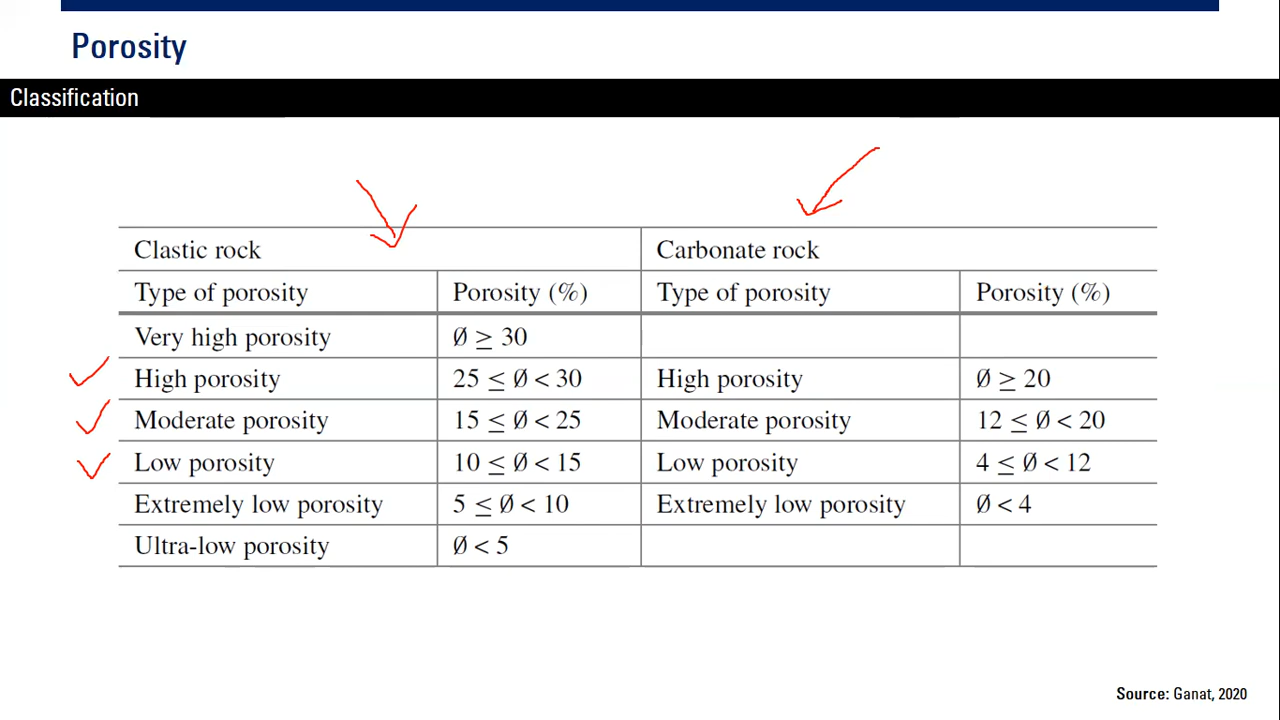 Porosity
Classification
Clastic rock Carbonate rock
Type of porosity Porosity (%) Type of porosity Porosity (%)
Very high porosity Ø ≥ 30
High porosity 25 ≤ Ø < 30 High porosity Ø ≥ 20
Moderate porosity 15 ≤ Ø < 25 Moderate porosity 12 ≤ Ø < 20
Low porosity 10 ≤ Ø < 15 Low porosity 4 ≤ Ø < 12
Extremely low porosity 5 ≤ Ø < 10 Extremely low porosity Ø < 4
Ultra-low porosity Ø < 5
Source: Ganat, 2020